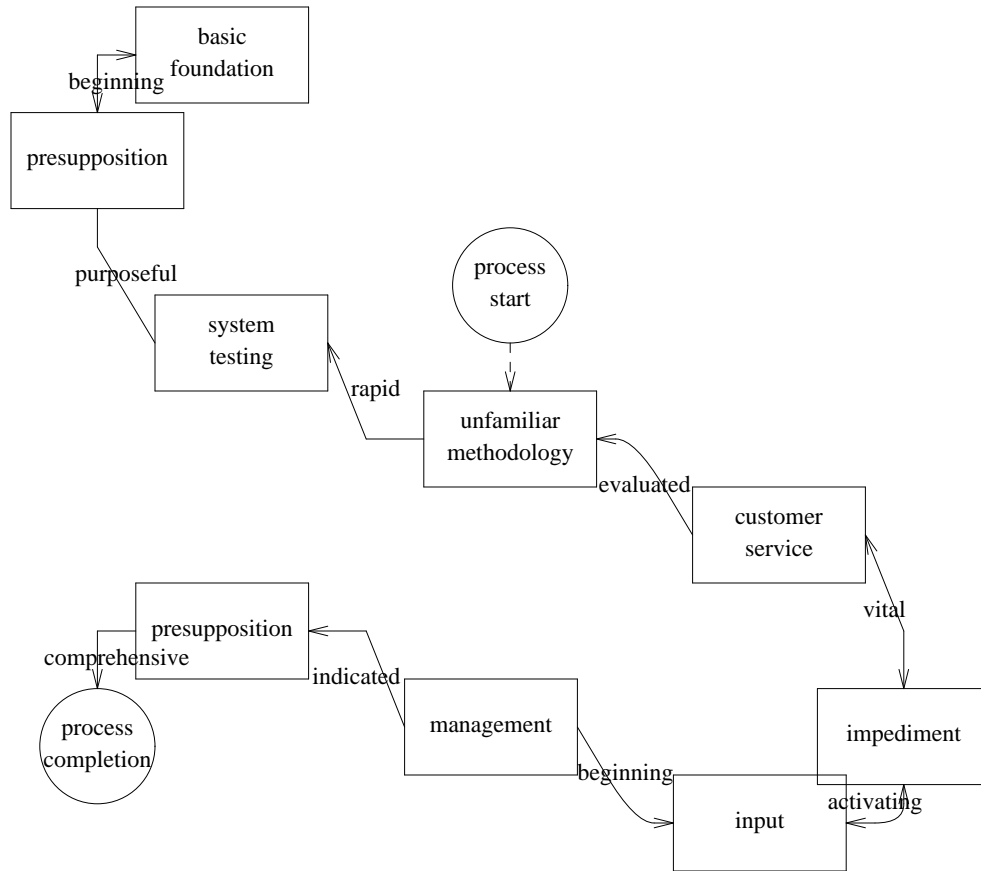 basic
foundation
beginning
presupposition
purposeful
process
start
system
testing
rapid
unfamiliar
methodology
evaluated
customer
service
vital
presupposition
comprehensive
indicated
process
completion
management
impediment
beginning
activating
input